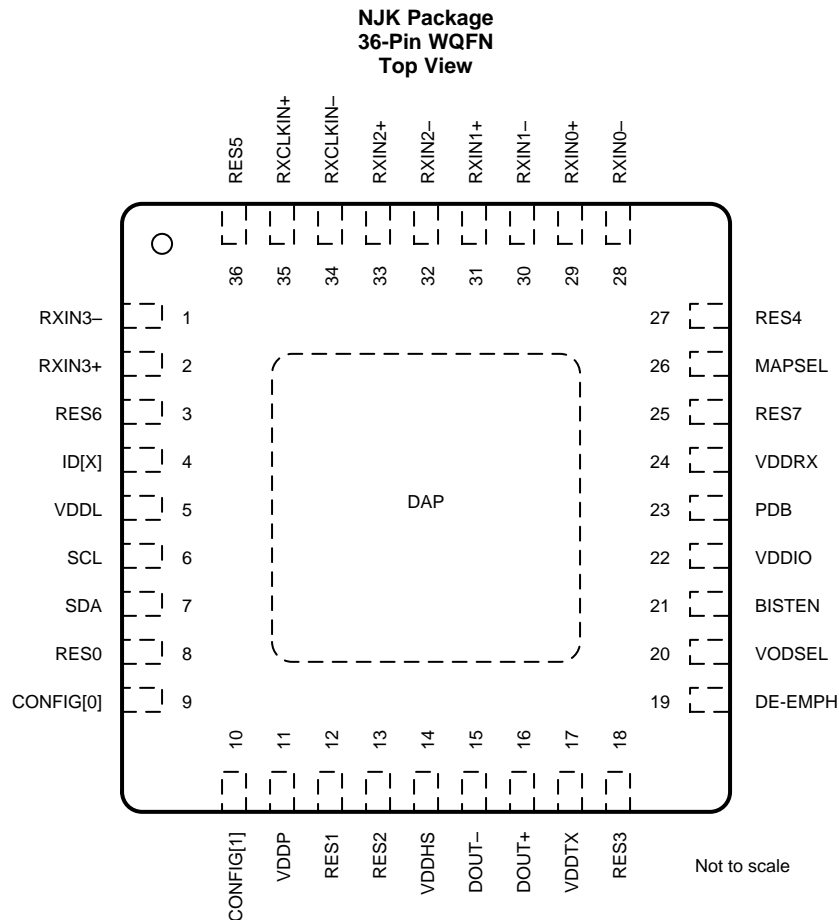 NJK Package
36-Pin WQFN
Top View
RES5
RXCLKIN+
RXCLKIN–
RXIN2+
RXIN2–
RXIN1+
RXIN1–
RXIN0+
RXIN0–
36
35
34
33
32
31
30
29
28
RXIN3– 1
RXIN3+ 2
RES6 3
ID[X] 4
VDDL 5
SCL 6
SDA 7
RES0 8
CONFIG[0] 9
DAP
27 RES4
26 MAPSEL
25 RES7
24 VDDRX
23 PDB
22 VDDIO
21 BISTEN
20 VODSEL
19 DE-EMPH
10
11
12
13
14
15
16
17
18
CONFIG[1]
VDDP
RES1
RES2
VDDHS
DOUT–
DOUT+
VDDTX
RES3
Not to scale